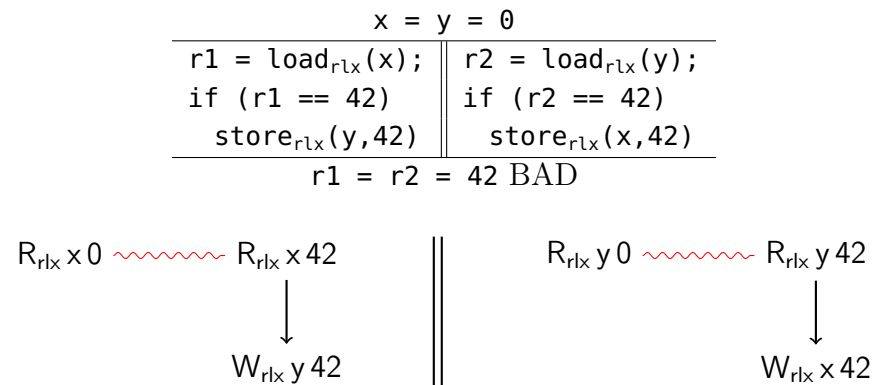 x = y = 0
r1 = load_rlx(x); r2 = load_rlx(y);
if (r1 == 42) if (r2 == 42)
store_rlx(y,42) store_rlx(x,42)
r1 = r2 = 42 BAD
R_rlx x 0 R_rlx x 42 R_rlx y 0 R_rlx y 42
W_rlx y 42 W_rlx x 42